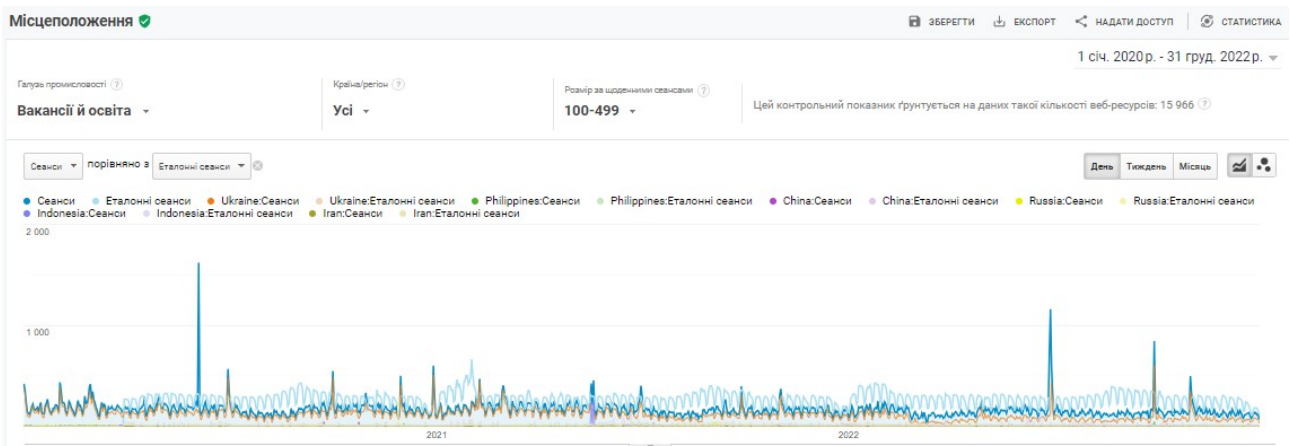 Місцеположення
ЗБЕРЕГТИ ЕКСПОРТ НАДАТИ ДОСТУП СТАТИСТИКА
1 січ. 2020 р. - 31 груд. 2022 р.
Галузь промисловості ?
Вакансії й освіта
Країна/регіон ?
Усі
Розмір за щоденними сеансами ?
100-499
Цей контрольний показник ґрунтується на даних такої кількості веб-ресурсів: 15 966 ?
Сеанси порівняно з Еталонні сеанси
День Тиждень Місяць
Сеанси Еталонні сеанси Ukraine:Сеанси Ukraine:Еталонні сеанси Philippines:Сеанси Philippines:Еталонні сеанси China:Сеанси China:Еталонні сеанси Russia:Сеанси Russia:Еталонні сеанси
Indonesia:Сеанси Indonesia:Еталонні сеанси Iran:Сеанси Iran:Еталонні сеанси
2 000
1 000
2021 2022